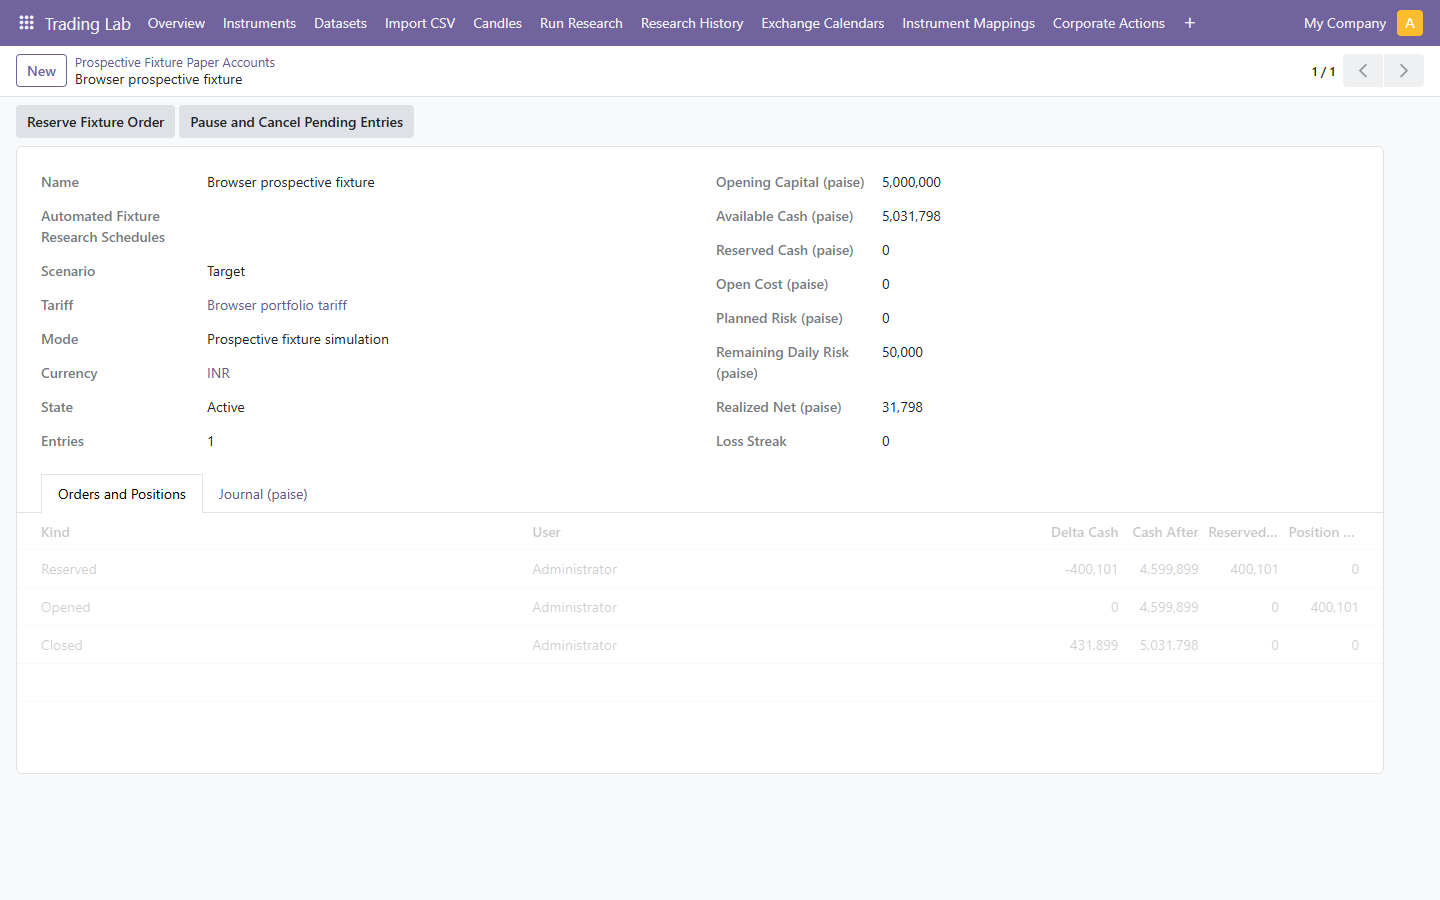 Trading Lab Overview Instruments Datasets Import CSV Candles Run Research Research History Exchange Calendars Instrument Mappings Corporate Actions + My Company A
New Prospective Fixture Paper Accounts
Browser prospective fixture
1 / 1
Reserve Fixture Order Pause and Cancel Pending Entries
Name Browser prospective fixture
Automated Fixture
Research Schedules
Scenario Target
Tariff Browser portfolio tariff
Mode Prospective fixture simulation
Currency INR
State Active
Entries 1
Opening Capital (paise) 5,000,000
Available Cash (paise) 5,031,798
Reserved Cash (paise) 0
Open Cost (paise) 0
Planned Risk (paise) 0
Remaining Daily Risk 50,000
(paise)
Realized Net (paise) 31,798
Loss Streak 0
Orders and Positions Journal (paise)
Kind User Delta Cash Cash After Reserved... Position ...
Reserved Administrator -400,101 4,599,899 400,101 0
Opened Administrator 0 4,599,899 0 400,101
Closed Administrator 431,899 5,031,798 0 0